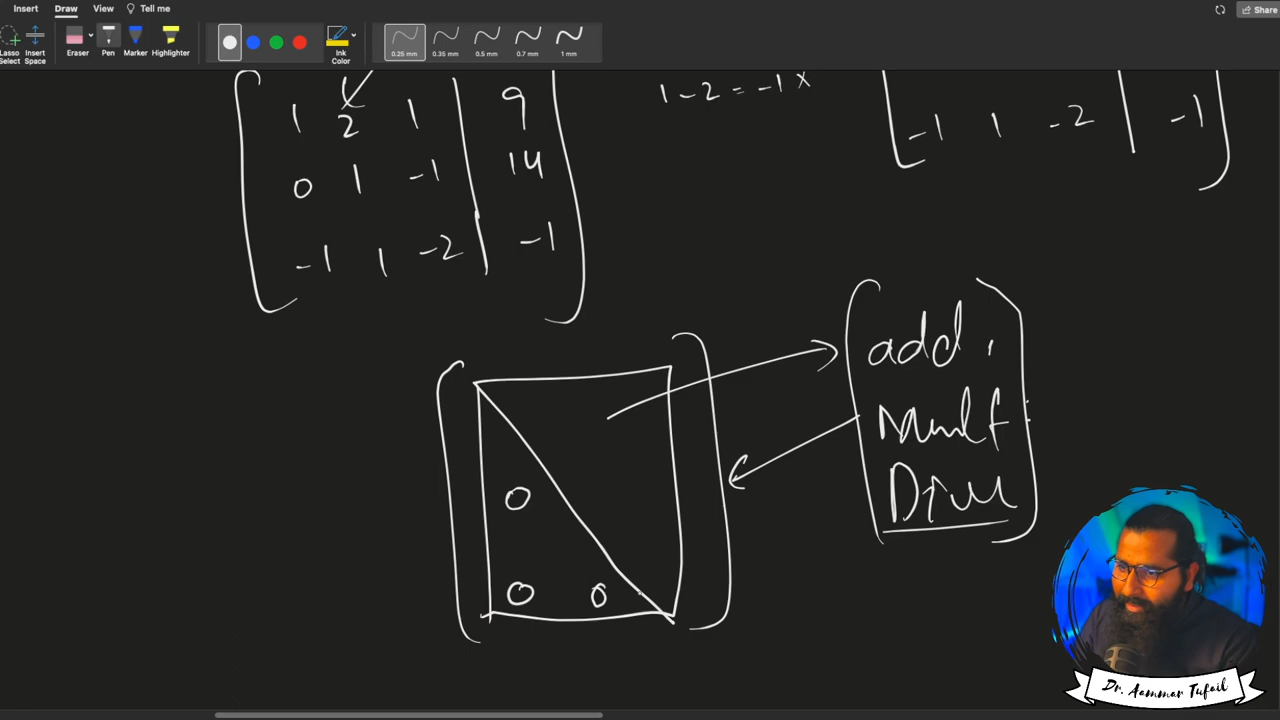 Insert Draw View Tell me
Share
Lasso Select Insert Space Eraser Pen Marker Highlighter Ink Color 0.25 mm 0.35 mm 0.5 mm 0.7 mm 1 mm
1 2 1 | 9
0 1 -1 | 14
-1 1 -2 | -1
1 - 2 = -1 x
-1 1 -2 | -1
add.
0
0 0
Dr. Aammar Tufail